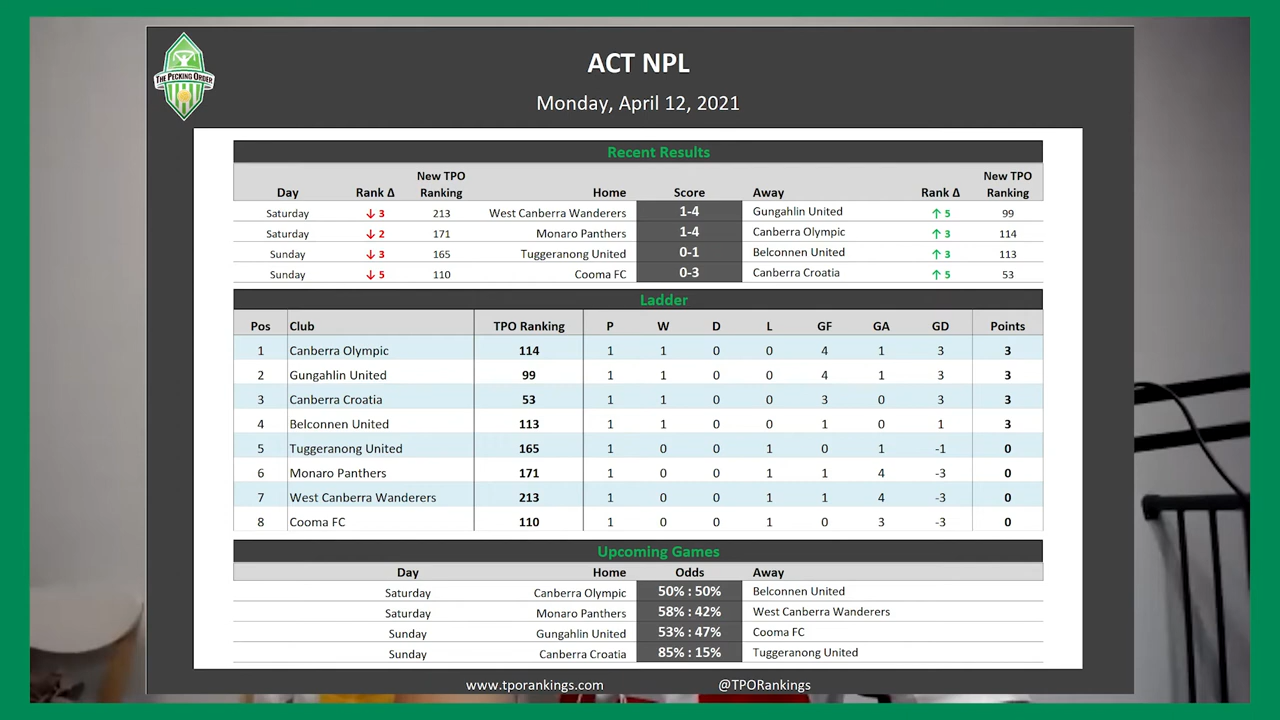 THE PECKING ORDER
ACT NPL
Monday, April 12, 2021
Recent Results
Day Rank Δ New TPO Ranking Home Score Away Rank Δ New TPO Ranking
Saturday ↓ 3 213 West Canberra Wanderers 1-4 Gungahlin United ↑ 5 99
Saturday ↓ 2 171 Monaro Panthers 1-4 Canberra Olympic ↑ 3 114
Sunday ↓ 3 165 Tuggeranong United 0-1 Belconnen United ↑ 3 113
Sunday ↓ 5 110 Cooma FC 0-3 Canberra Croatia ↑ 5 53
Ladder
Pos Club TPO Ranking P W D L GF GA GD Points
1 Canberra Olympic 114 1 1 0 0 4 1 3 3
2 Gungahlin United 99 1 1 0 0 4 1 3 3
3 Canberra Croatia 53 1 1 0 0 3 0 3 3
4 Belconnen United 113 1 1 0 0 1 0 1 3
5 Tuggeranong United 165 1 0 0 1 0 1 -1 0
6 Monaro Panthers 171 1 0 0 1 1 4 -3 0
7 West Canberra Wanderers 213 1 0 0 1 1 4 -3 0
8 Cooma FC 110 1 0 0 1 0 3 -3 0
Upcoming Games
Day Home Odds Away
Saturday Canberra Olympic 50% : 50% Belconnen United
Saturday Monaro Panthers 58% : 42% West Canberra Wanderers
Sunday Gungahlin United 53% : 47% Cooma FC
Sunday Canberra Croatia 85% : 15% Tuggeranong United
www.tporankings.com @TPORankings